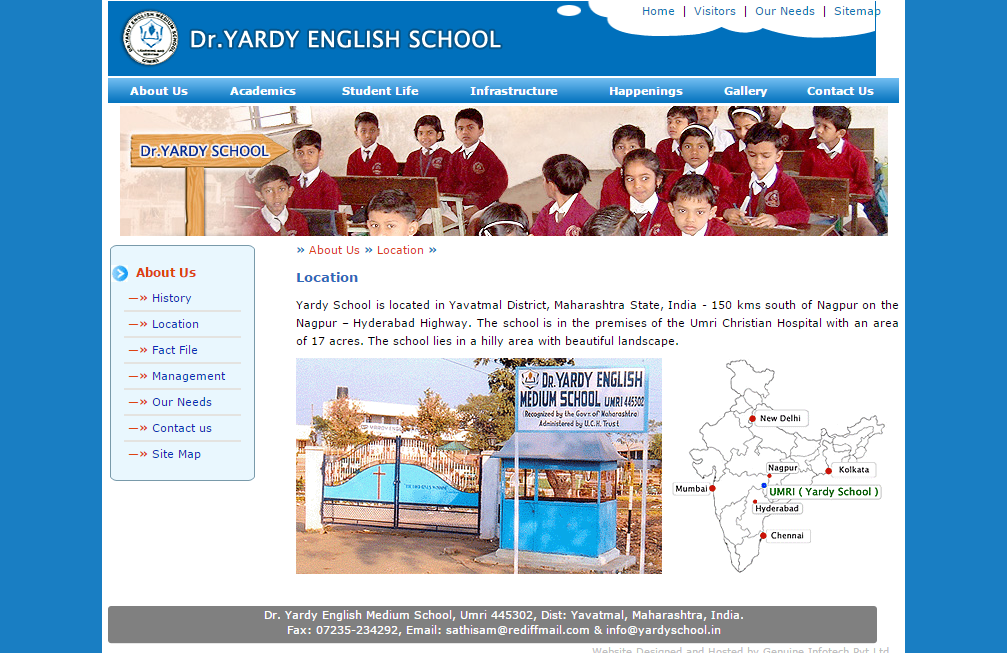 Home | Visitors | Our Needs | Sitemap
Dr.YARDY ENGLISH SCHOOL
About Us Academics Student Life Infrastructure Happenings Gallery Contact Us
Dr.YARDY SCHOOL
» About Us » Location »
About Us
History
Location
Fact File
Management
Our Needs
Contact us
Site Map
Location
Yardy School is located in Yavatmal District, Maharashtra State, India - 150 kms south of Nagpur on the
Nagpur – Hyderabad Highway. The school is in the premises of the Umri Christian Hospital with an area
of 17 acres. The school lies in a hilly area with beautiful landscape.
Dr.YARDY ENGLISH
MEDIUM SCHOOL UMRI 445302
(Recognized by the Govt of Maharashtra)
Administered by U.C.H. Trust
New Delhi
Nagpur
Kolkata
Mumbai
UMRI ( Yardy School )
Hyderabad
Chennai
Dr. Yardy English Medium School, Umri 445302, Dist: Yavatmal, Maharashtra, India.
Fax: 07235-234292, Email: sathisam@rediffmail.com & info@yardyschool.in
Website Designed and Hosted by Genuine Infotech Pvt Ltd